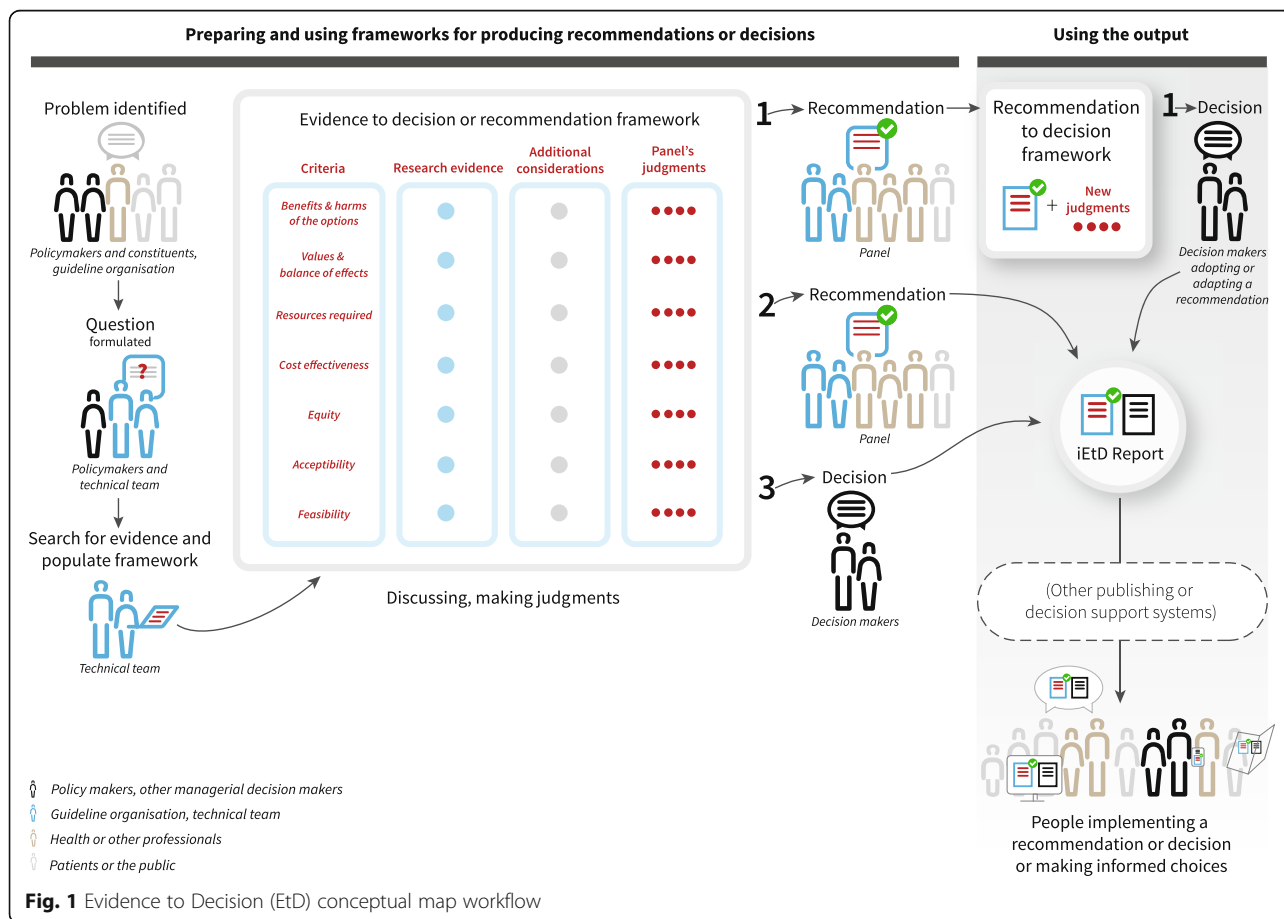 Preparing and using frameworks for producing recommendations or decisions
Using the output
Problem identified
Policymakers and constituents,
guideline organisation
Question
formulated
?
Policymakers and
technical team
Search for evidence and
populate framework
Technical team
Evidence to decision or recommendation framework
Criteria
Research evidence
Additional
considerations
Panel's
judgments
Benefits & harms
of the options
Values &
balance of effects
Resources required
Cost effectiveness
Equity
Acceptibility
Feasibility
Discussing, making judgments
1
Recommendation
Panel
2
Recommendation
Panel
3
Decision
Decision makers
Recommendation
to decision
framework
+
New
judgments
1
Decision
Decision makers
adopting or
adapting a
recommendation
iEtD Report
(Other publishing or
decision support systems)
People implementing a
recommendation or decision
or making informed choices
Policy makers, other managerial decision makers
Guideline organisation, technical team
Health or other professionals
Patients or the public
Fig. 1 Evidence to Decision (EtD) conceptual map workflow